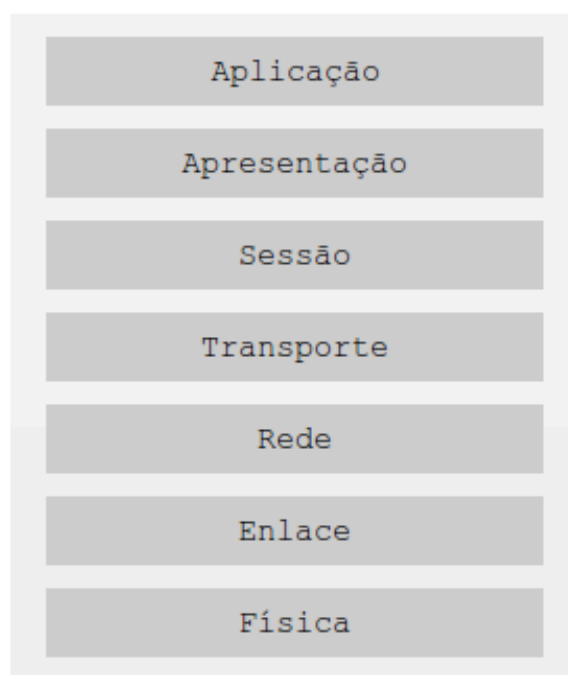 Aplicação
Apresentação
Sessão
Transporte
Rede
Enlace
Física